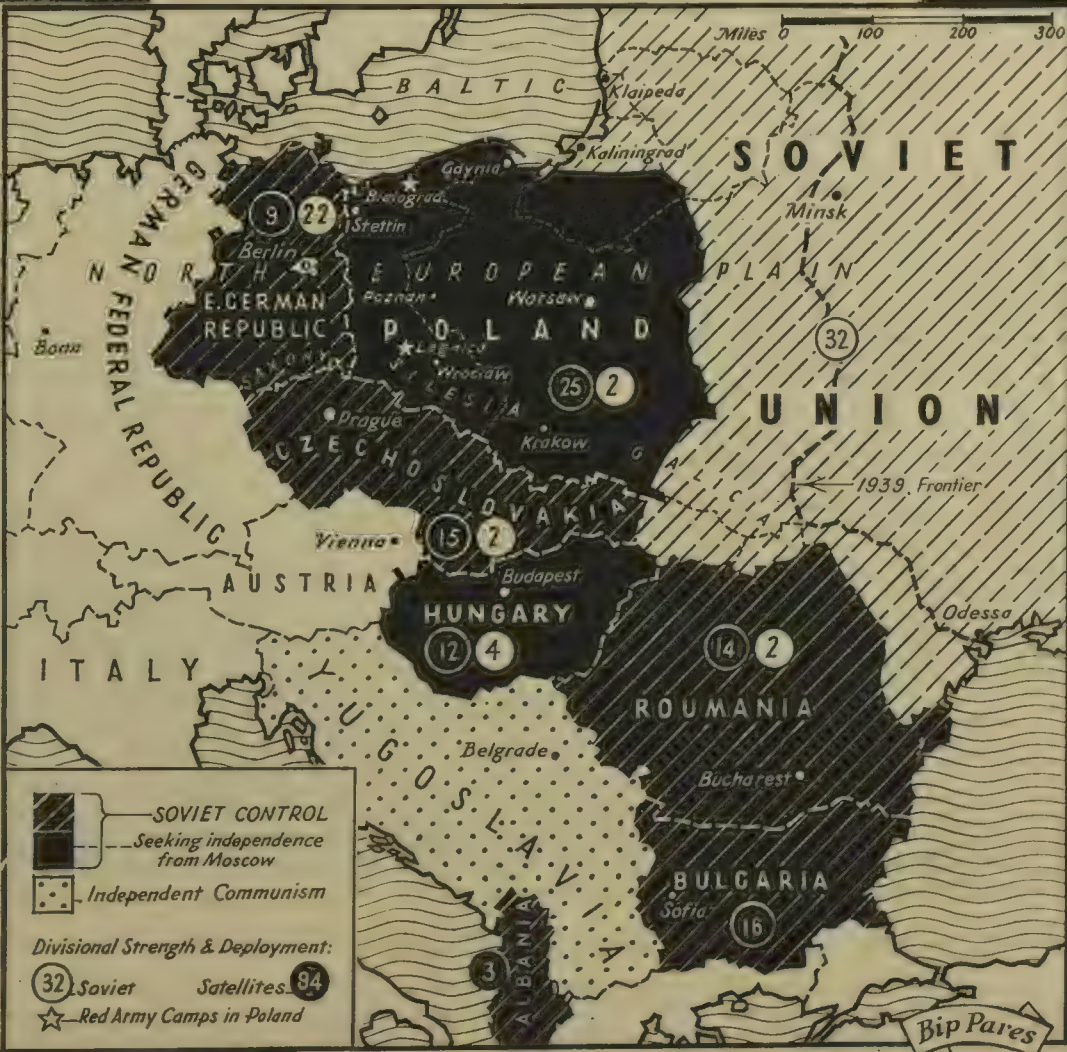 Miles 0 100 200 300
BALTIC
Klaipeda
Kaliningrad
SOVIET
Gdynia
Bialograd
Minsk
9 22
Stettin
GERMAN FEDERAL REPUBLIC
Berlin
NORTH EUROPEAN PLAIN
E. GERMAN
REPUBLIC
Poznan
Warsaw
POLAND
32
Bonn
Legnica
SAXONY
Wroclaw
SILESIA
25 2
UNION
Prague
Krakow
CZECHOSLOVAKIA
GALICIA
1939 Frontier
Vienna
15 2
AUSTRIA
Budapest
HUNGARY
Odessa
12 4
14 2
ITALY
YUGOSLAVIA
ROUMANIA
Belgrade
Bucharest
SOVIET CONTROL
Seeking independence
from Moscow
Independent Communism
BULGARIA
Sofia
16
Divisional Strength & Deployment:
32 Soviet Satellites 84
Red Army Camps in Poland
3
ALBANIA
Bip Pares